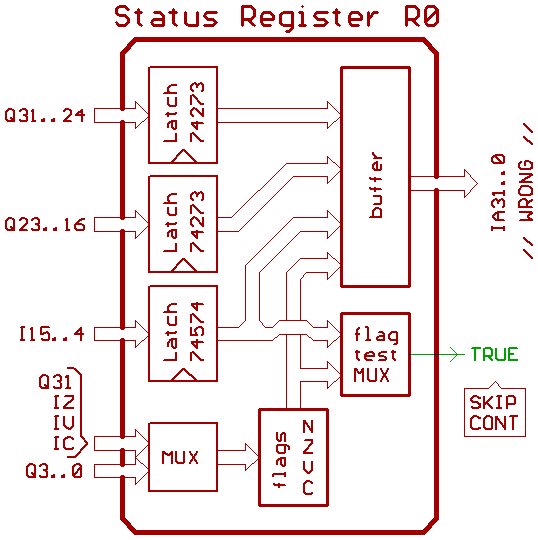 Status Register R0
Q31..24
Latch
74273
buffer
IA31..0
// WRONG //
Q23..16
Latch
74273
I15..4
Latch
74574
flag
test
MUX
TRUE
SKIP
CONT
Q31
IZ
IV
IC
Q3..0
MUX
flags
N
Z
V
C